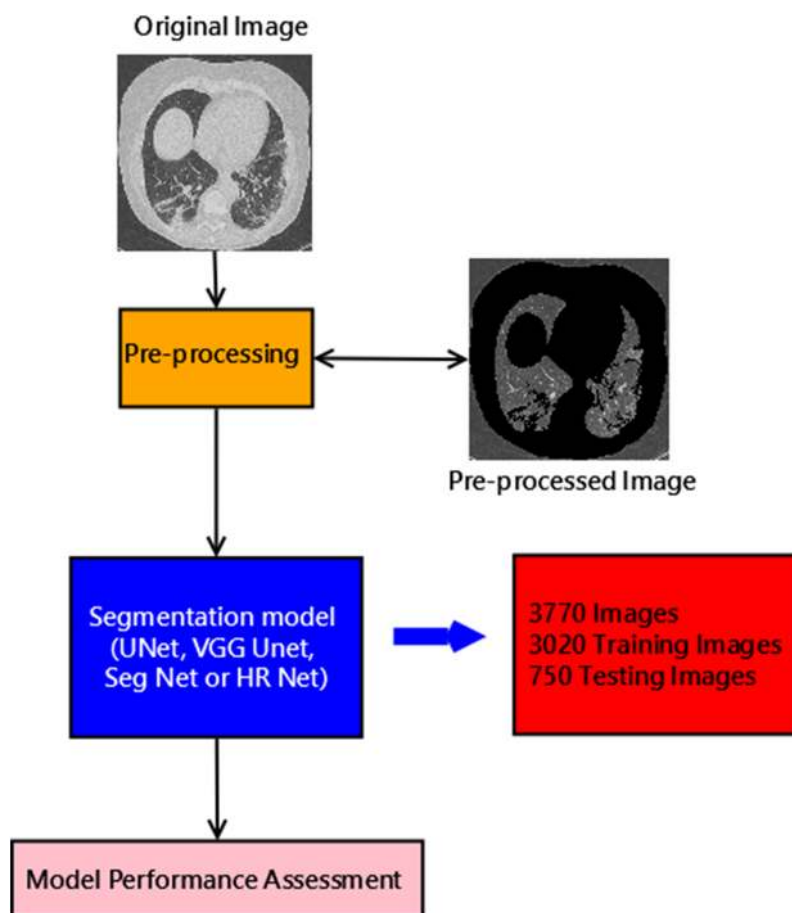 Original Image
Pre-processing
Pre-processed Image
Segmentation model
(UNet, VGG Unet,
Seg Net or HR Net)
3770 Images
3020 Training Images
750 Testing Images
Model Performance Assessment